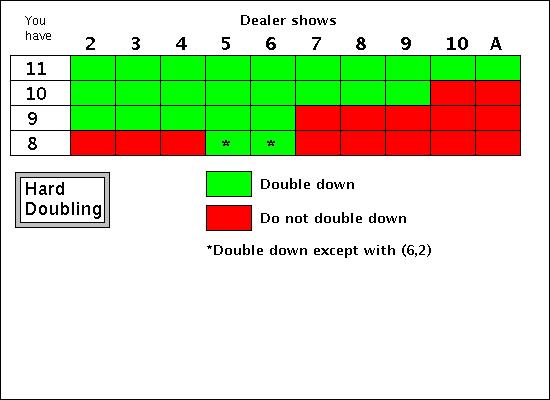 You have
Dealer shows
2 3 4 5 6 7 8 9 10 A
11
10
9
8 * *
Hard
Doubling
Double down
Do not double down
*Double down except with (6,2)